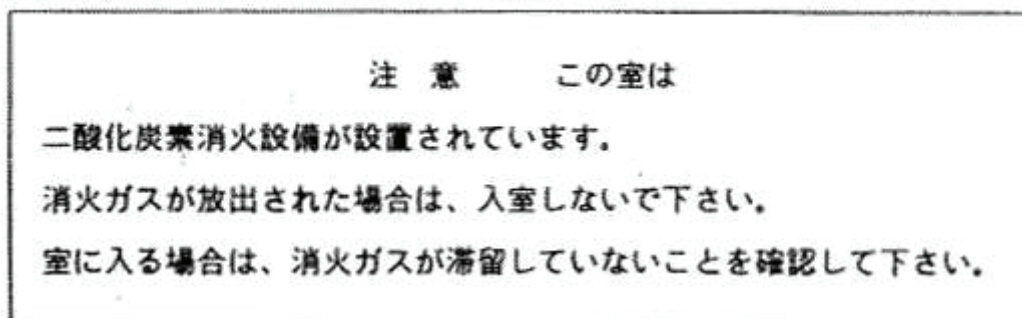 注　意　　　この室は
二酸化炭素消火設備が設置されています。
消火ガスが放出された場合は、入室しないで下さい。
室に入る場合は、消火ガスが滞留していないことを確認して下さい。